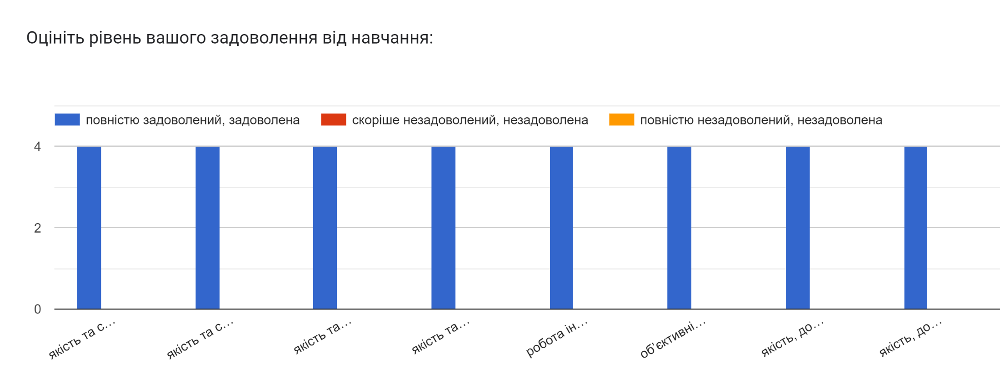 Оцініть рівень вашого задоволення від навчання:
повністю задоволений, задоволена скоріше незадоволений, незадоволена повністю незадоволений, незадоволена
4
2
0
якість та с...
якість та с...
якість та...
якість та...
робота ін...
об’єктивні...
якість, до...
якість, до...